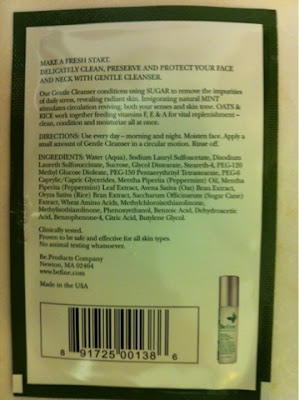 MAKE A FRESH START.
DELICATELY CLEAN, PRESERVE AND PROTECT YOUR FACE
AND NECK WITH GENTLE CLEANSER.
Our Gentle Cleanser conditions using SUGAR to remove the impurities
of daily stress, revealing radiant skin. Invigorating natural MINT
stimulates circulation reviving, both your senses and skin tone. OATS &
RICE work together feeding vitamins E, F & A for vital replenishment –
clean, condition and moisturize all at once.
DIRECTIONS: Use every day – morning and night. Moisten face. Apply a
small amount of Gentle Cleanser in a circular motion. Rinse off.
INGREDIENTS: Water (Aqua), Sodium Lauryl Sulfoacetate, Disodium
Laureth Sulfosuccinate, Sucrose, Glycol Distearate, Steareth-4, PEG-120
Methyl Glucose Dioleate, PEG-150 Pentaerythrityl Tetrastearate, PEG-6
Caprylic/Capric Glycerides, Mentha Piperita (Peppermint) Oil, Mentha
Piperita (Peppermint) Leaf Extract, Avena Sativa (Oat) Bran Extract,
Oryza Sativa (Rice) Bran Extract, Saccharum Officinarum (Sugar Cane)
Extract, Wheat Amino Acids, Methylchloroisothiazolinone,
Methylisothiazolinone, Phenoxyethanol, Benzoic Acid, Dehydroacetic
Acid, Benzophenone-4, Citric Acid, Butylene Glycol.
Clinically tested.
Proven to be safe and effective for all skin types.
No animal testing whatsoever.
Be.Products Company
Newton, MA 02464
www.befine.com
Made in the USA
8 91725 00138 6